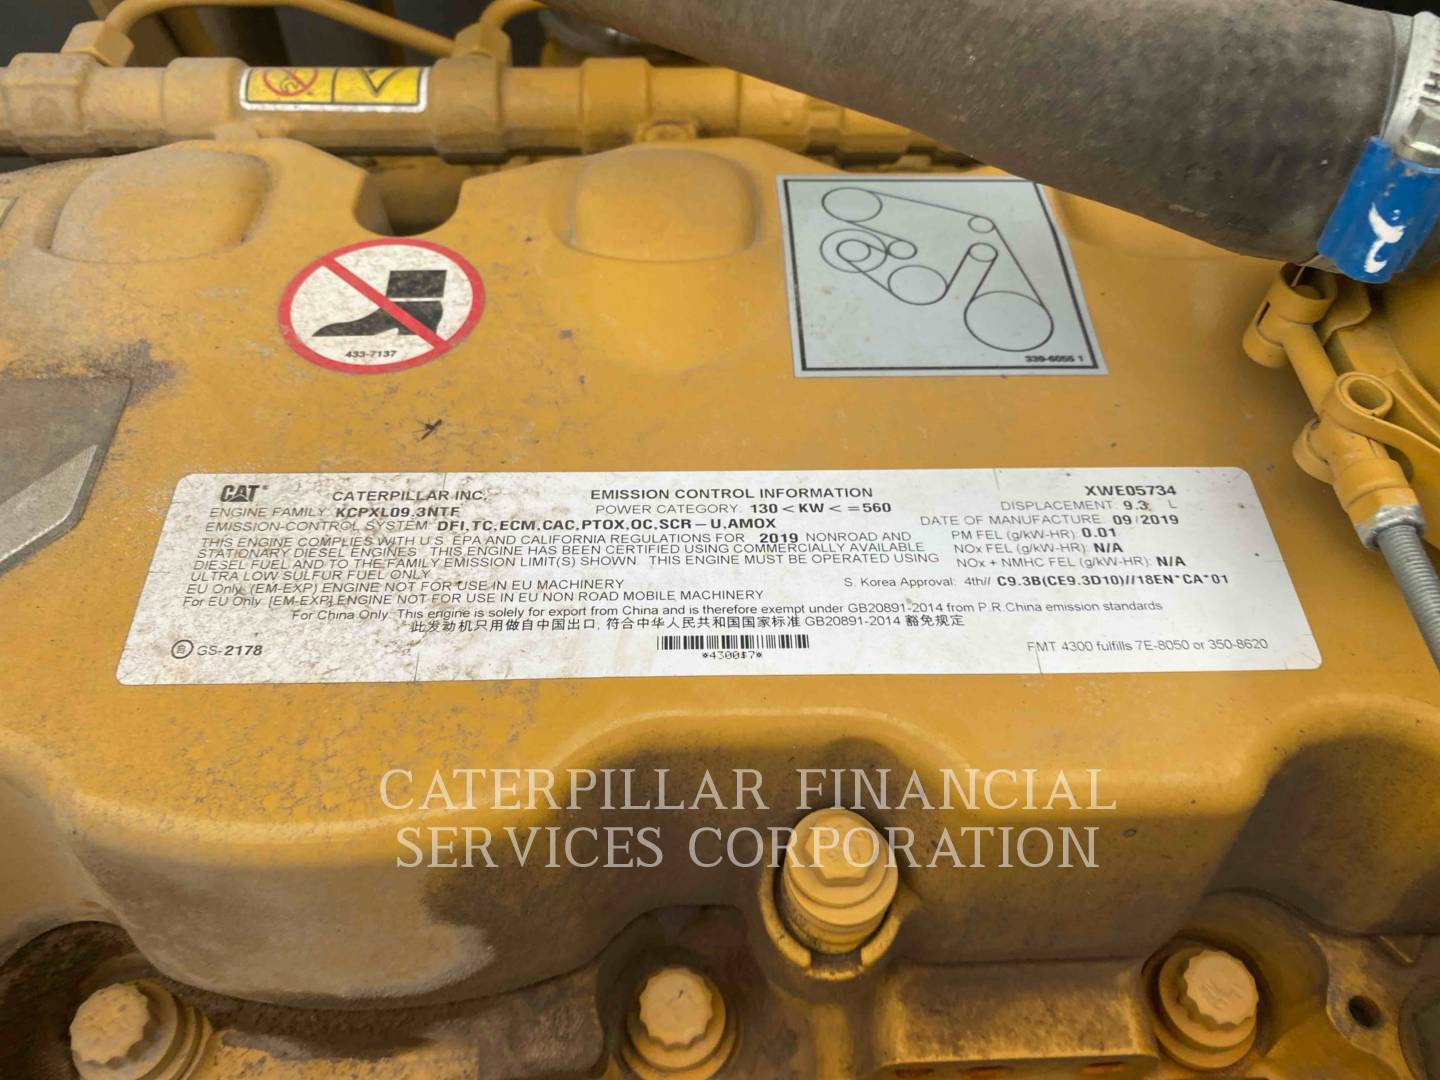 433-7137
339-6055 1
CAT® CATERPILLAR INC. EMISSION CONTROL INFORMATION XWE05734
ENGINE FAMILY: KCPXL09.3NTF POWER CATEGORY: 130<KW<=560 DISPLACEMENT: 9.3 L
EMISSION-CONTROL SYSTEM: DFI,TC,ECM,CAC,PTOX,OC,SCR-U,AMOX DATE OF MANUFACTURE: 09/2019
THIS ENGINE COMPLIES WITH U.S. EPA AND CALIFORNIA REGULATIONS FOR 2019 NONROAD AND PM FEL (g/kW-HR): 0.01
STATIONARY DIESEL ENGINES. THIS ENGINE HAS BEEN CERTIFIED USING COMMERCIALLY AVAILABLE NOx FEL (g/kW-HR): N/A
DIESEL FUEL AND TO THE FAMILY EMISSION LIMIT(S) SHOWN. THIS ENGINE MUST BE OPERATED USING NOx + NMHC FEL (g/kW-HR): N/A
ULTRA LOW SULFUR FUEL ONLY
EU Only: (EM-EXP) ENGINE NOT FOR USE IN EU MACHINERY S. Korea Approval: 4th// C9.3B(CE9.3D10)//18EN*CA*01
For EU Only: [EM-EXP] ENGINE NOT FOR USE IN EU NON ROAD MOBILE MACHINERY
For China Only: This engine is solely for export from China and is therefore exempt under GB20891-2014 from P.R.China emission standards
此发动机只用做自中国出口, 符合中华人民共和国国家标准 GB20891-2014 豁免规定
GS-2178 FMT 4300 fulfills 7E-8050 or 350-8620
CATERPILLAR FINANCIAL
SERVICES CORPORATION